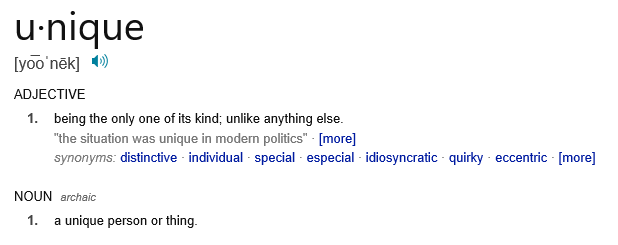 u·nique
[yo͞oˈnēk]
ADJECTIVE
1. being the only one of its kind; unlike anything else.
"the situation was unique in modern politics" · [more]
synonyms: distinctive · individual · special · especial · idiosyncratic · quirky · eccentric · [more]
NOUN archaic
1. a unique person or thing.